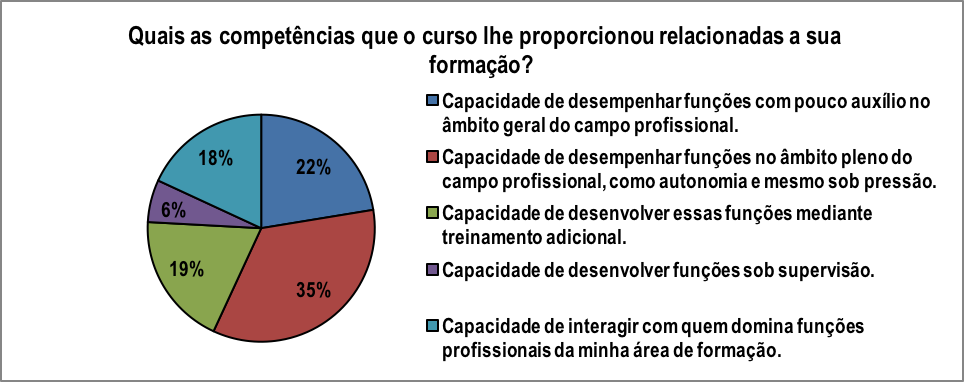 Quais as competências que o curso lhe proporcionou relacionadas a sua
formação?
Capacidade de desempenhar funções com pouco auxílio no
âmbito geral do campo profissional.
Capacidade de desempenhar funções no âmbito pleno do
campo profissional, como autonomia e mesmo sob pressão.
Capacidade de desenvolver essas funções mediante
treinamento adicional.
Capacidade de desenvolver funções sob supervisão.
Capacidade de interagir com quem domina funções
profissionais da minha área de formação.
18%
22%
6%
19%
35%